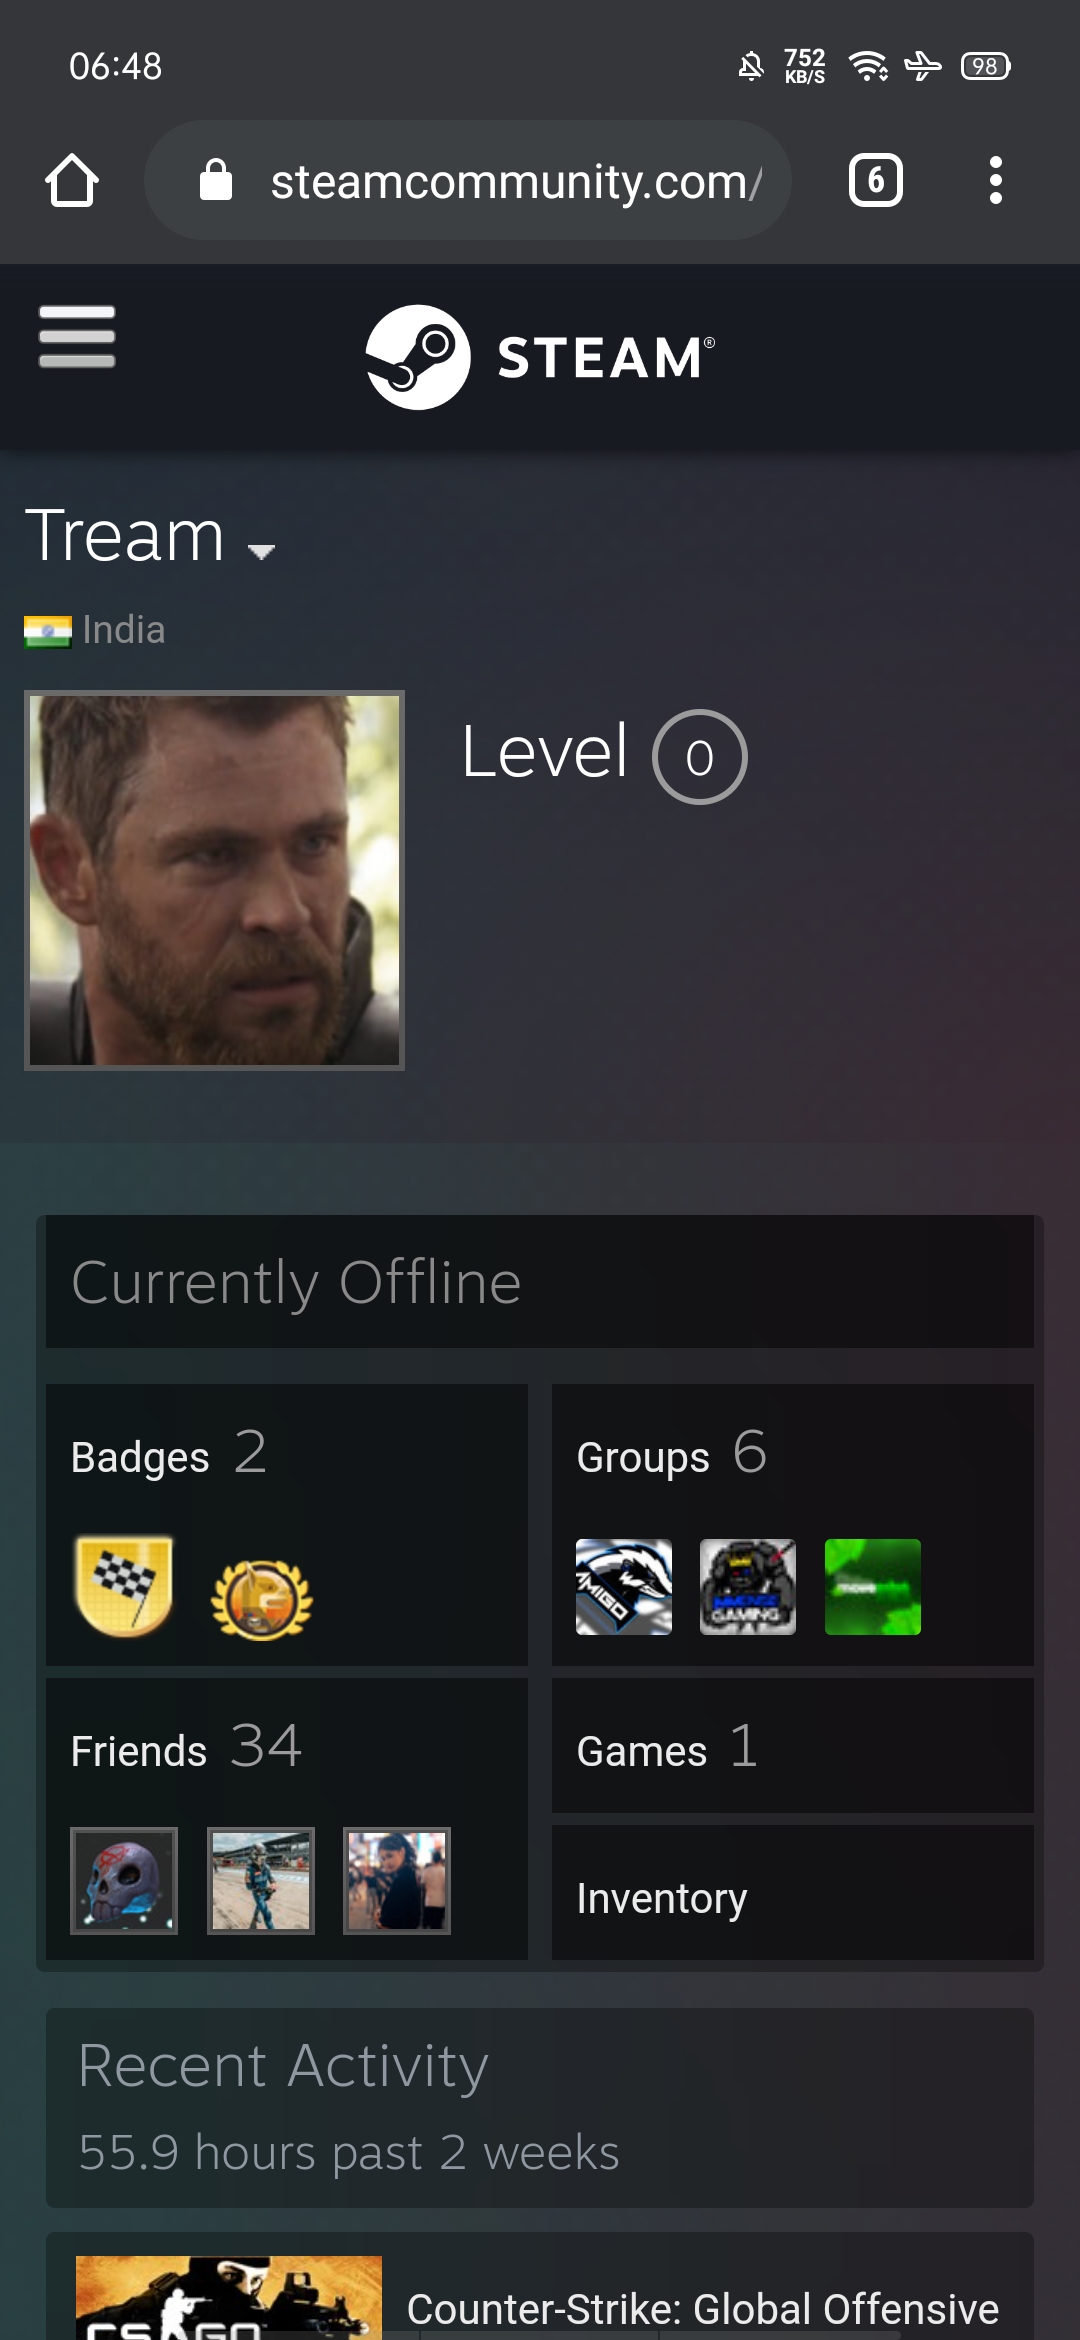 06:48
752
KB/S
98
steamcommunity.com/
6
STEAM®
Tream
India
Level 0
Currently Offline
Badges 2
Groups 6
AMIGO
GAMING
move
Friends 34
Games 1
Inventory
Recent Activity
55.9 hours past 2 weeks
CS GO
Counter-Strike: Global Offensive